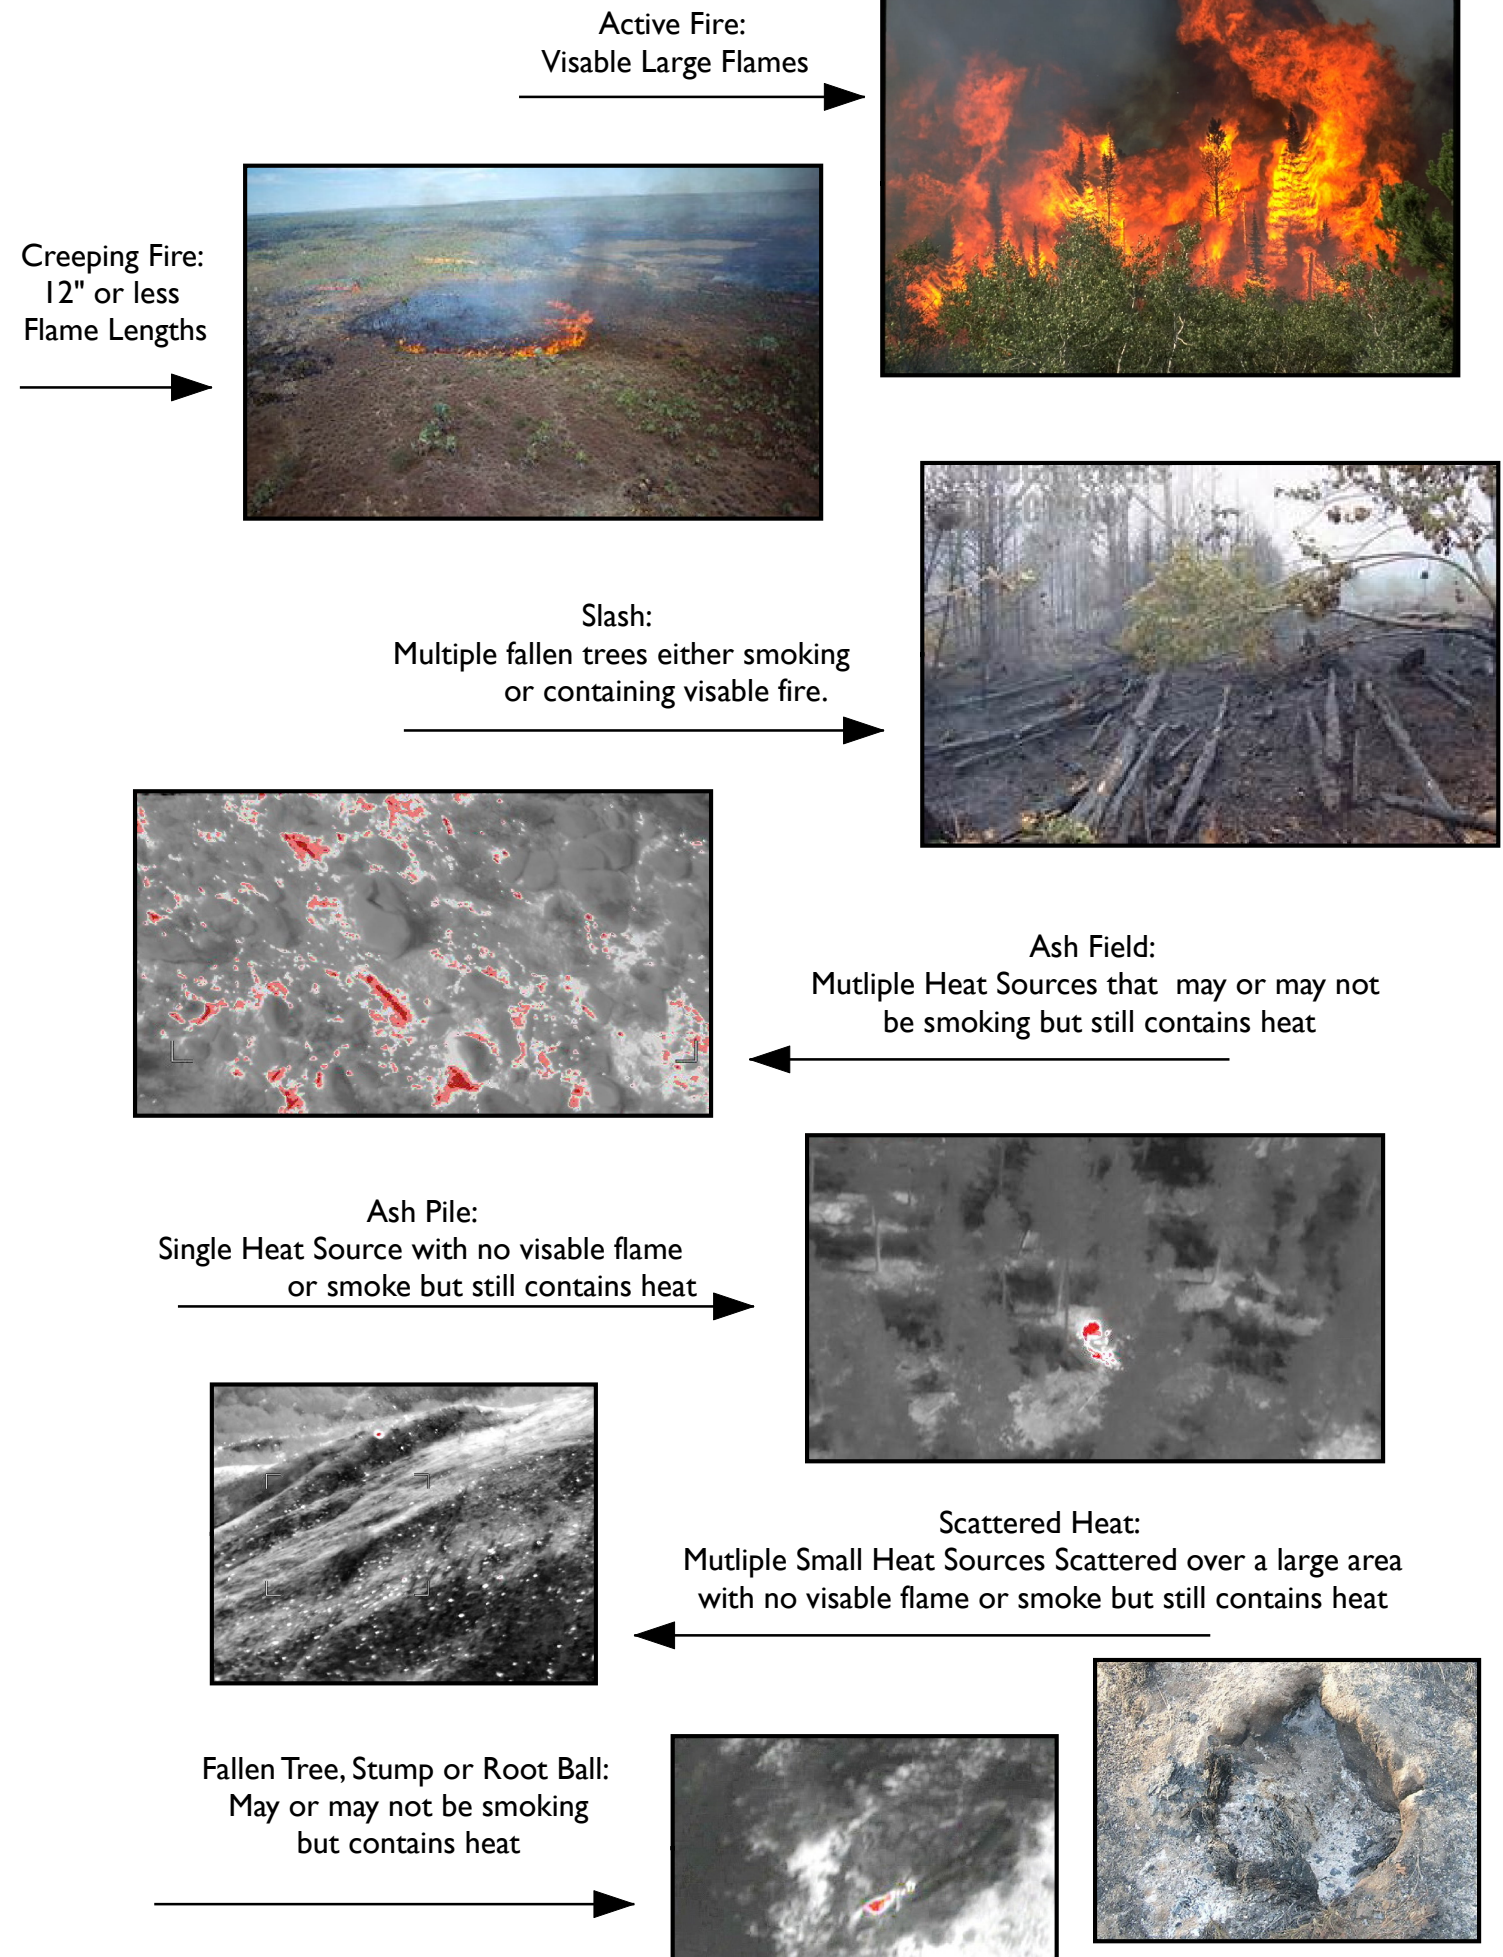 Active Fire:
Visable Large Flames
Creeping Fire:
12" or less
Flame Lengths
Slash:
Multiple fallen trees either smoking
or containing visable fire.
Ash Field:
Mutliple Heat Sources that may or may not
be smoking but still contains heat
Ash Pile:
Single Heat Source with no visable flame
or smoke but still contains heat
Scattered Heat:
Mutliple Small Heat Sources Scattered over a large area
with no visable flame or smoke but still contains heat
Fallen Tree, Stump or Root Ball:
May or may not be smoking
but contains heat